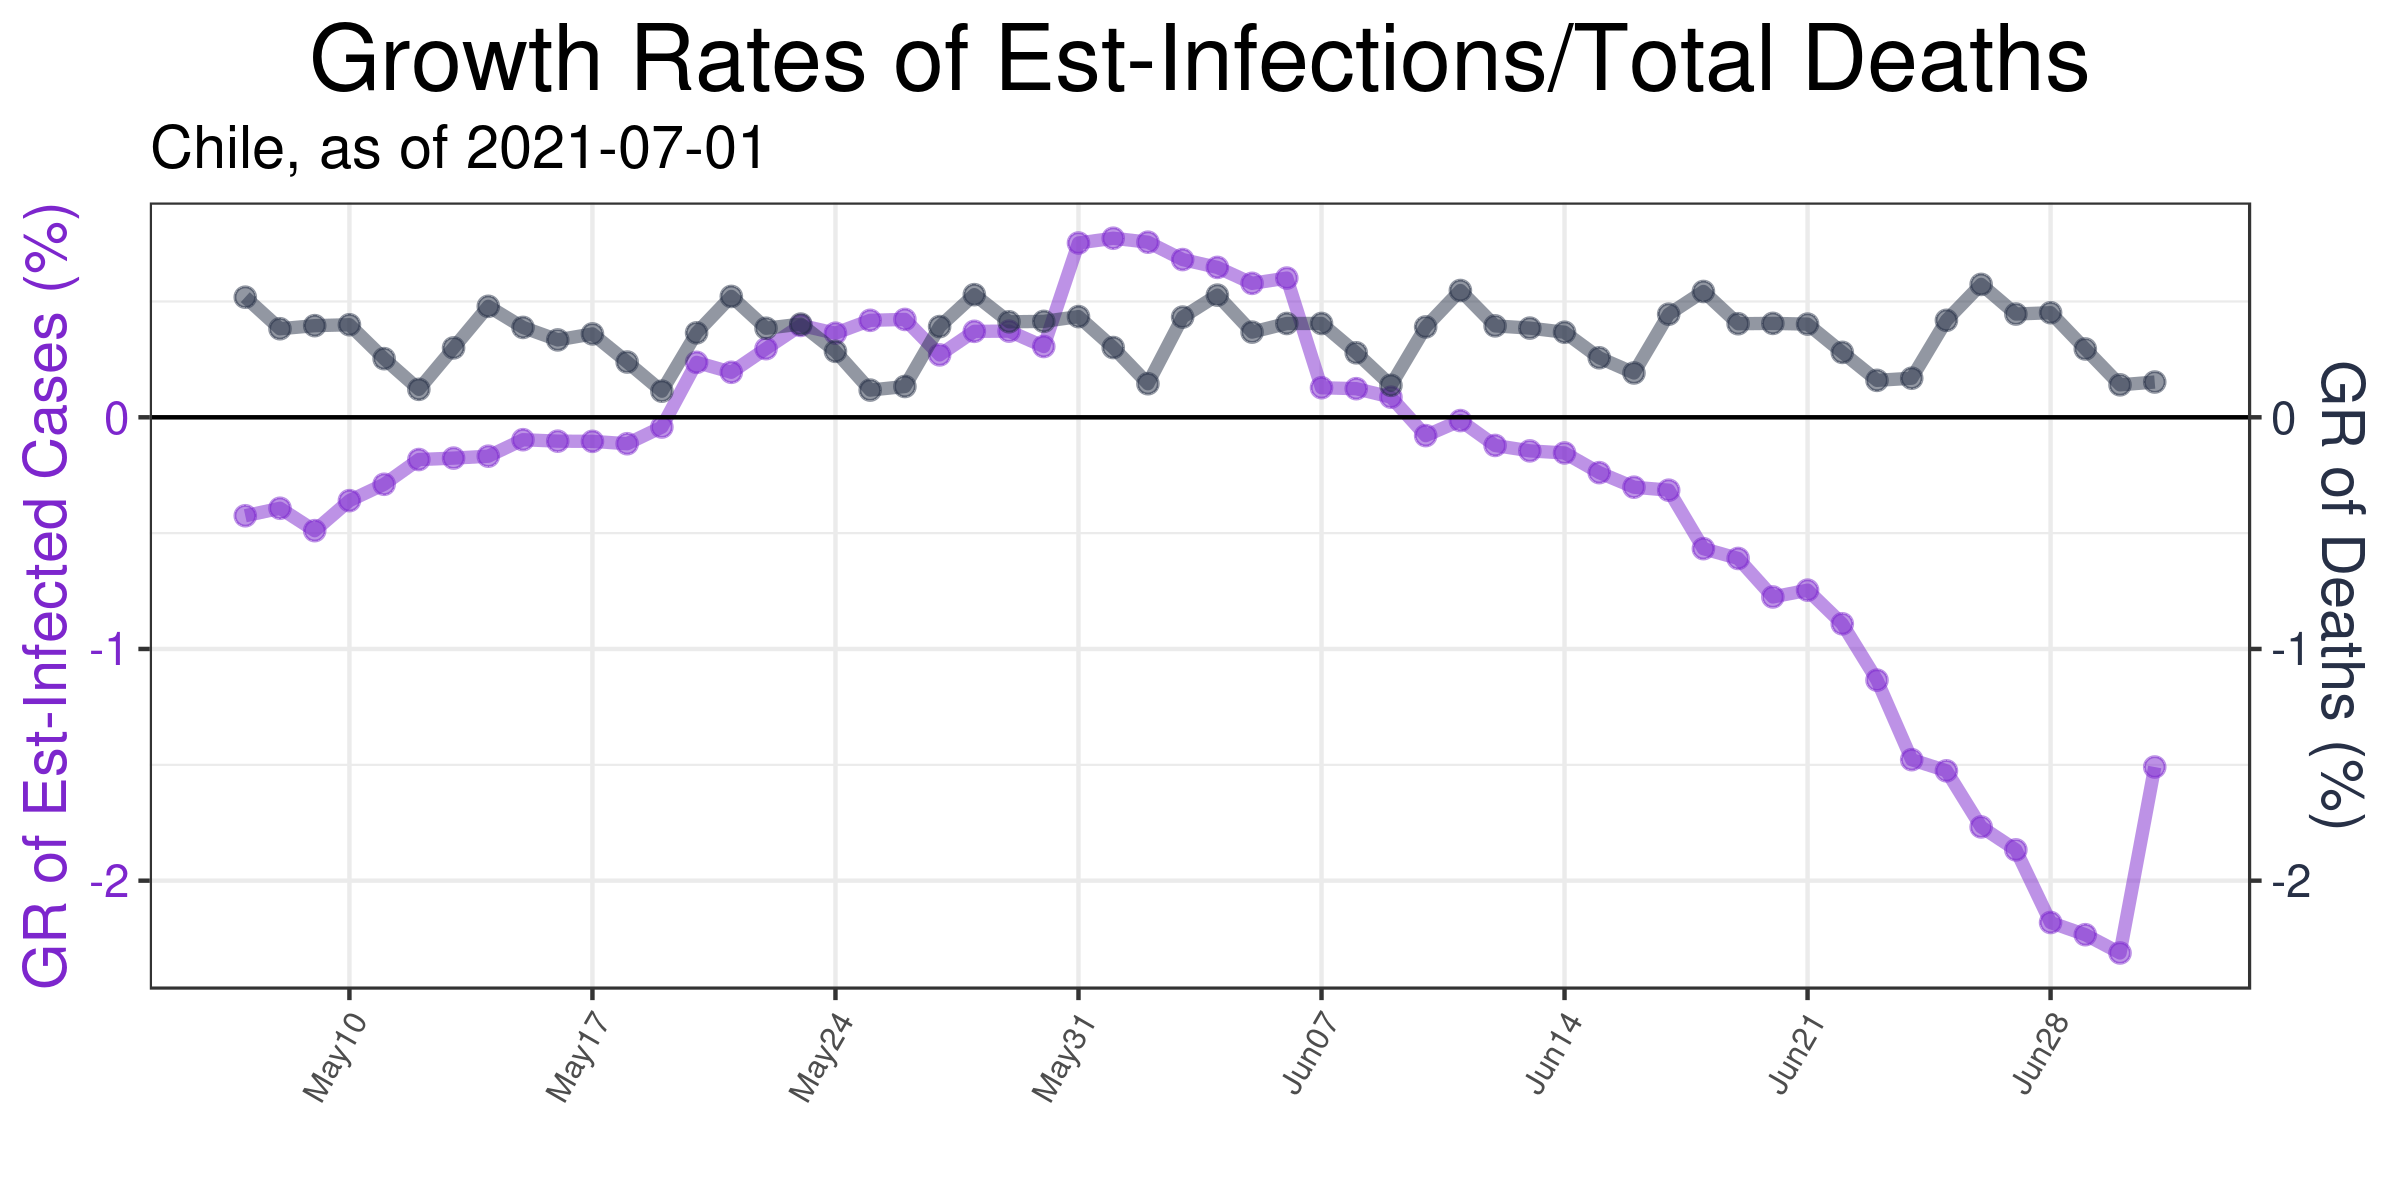 Growth Rates of Est-Infections/Total Deaths
Chile, as of 2021-07-01
GR of Est-Infected Cases (%)
0
-1
-2
0
-1
-2
GR of Deaths (%)
May10
May17
May24
May31
Jun07
Jun14
Jun21
Jun28